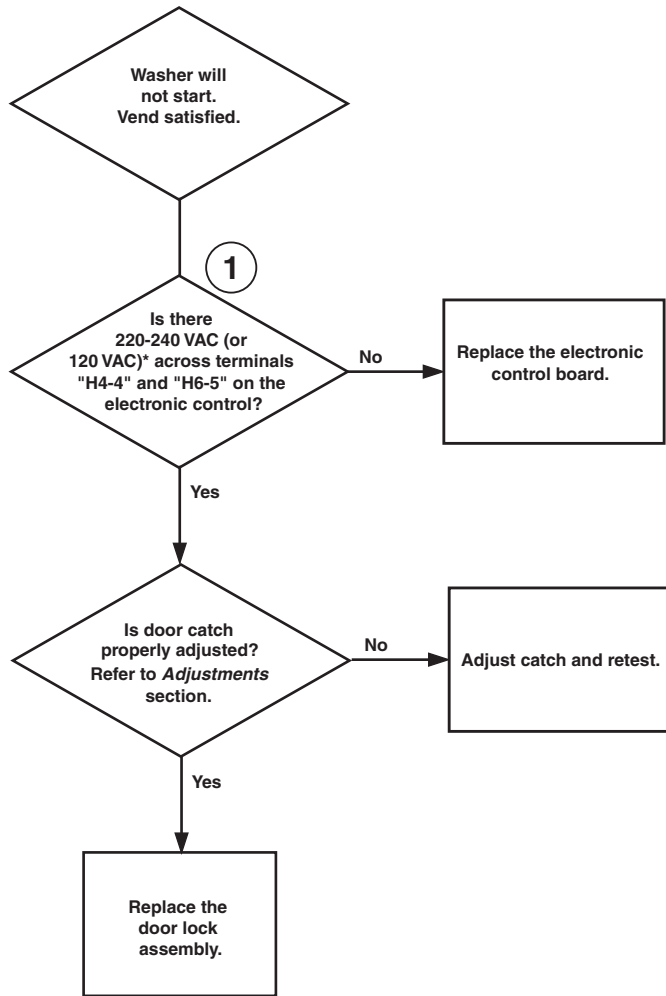 Washer will
not start.
Vend satisfied.
1
Is there
220-240 VAC (or
120 VAC)* across terminals
"H4-4" and "H6-5" on the
electronic control?
No
Replace the electronic
control board.
Yes
Is door catch
properly adjusted?
Refer to Adjustments
section.
No
Adjust catch and retest.
Yes
Replace the
door lock
assembly.